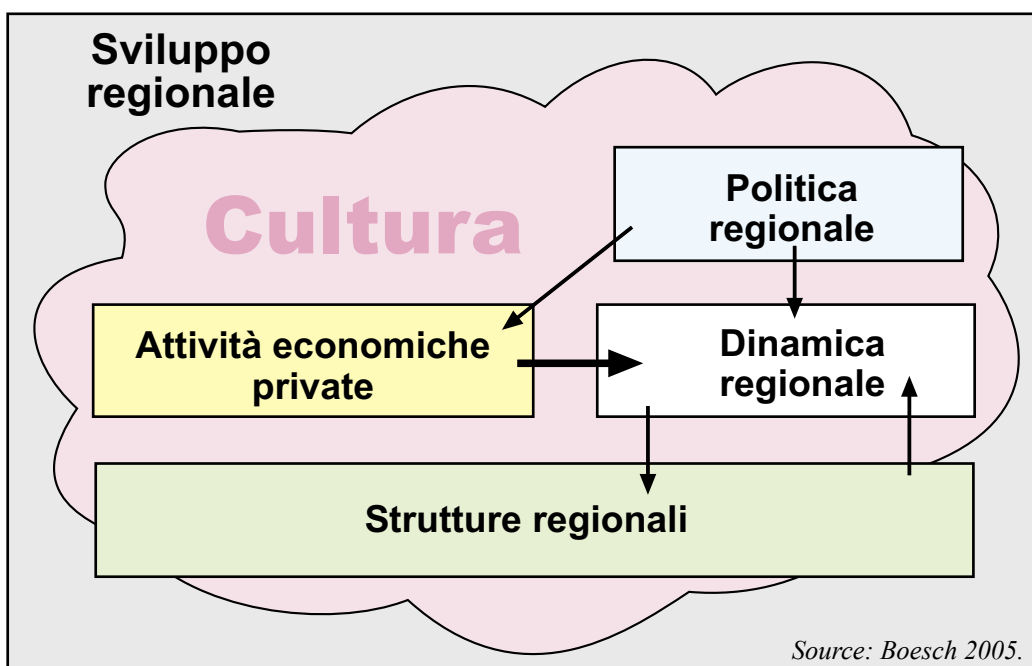 Sviluppo
regionale
Cultura
Politica
regionale
Attività economiche
private
Dinamica
regionale
Strutture regionali
Source: Boesch 2005.